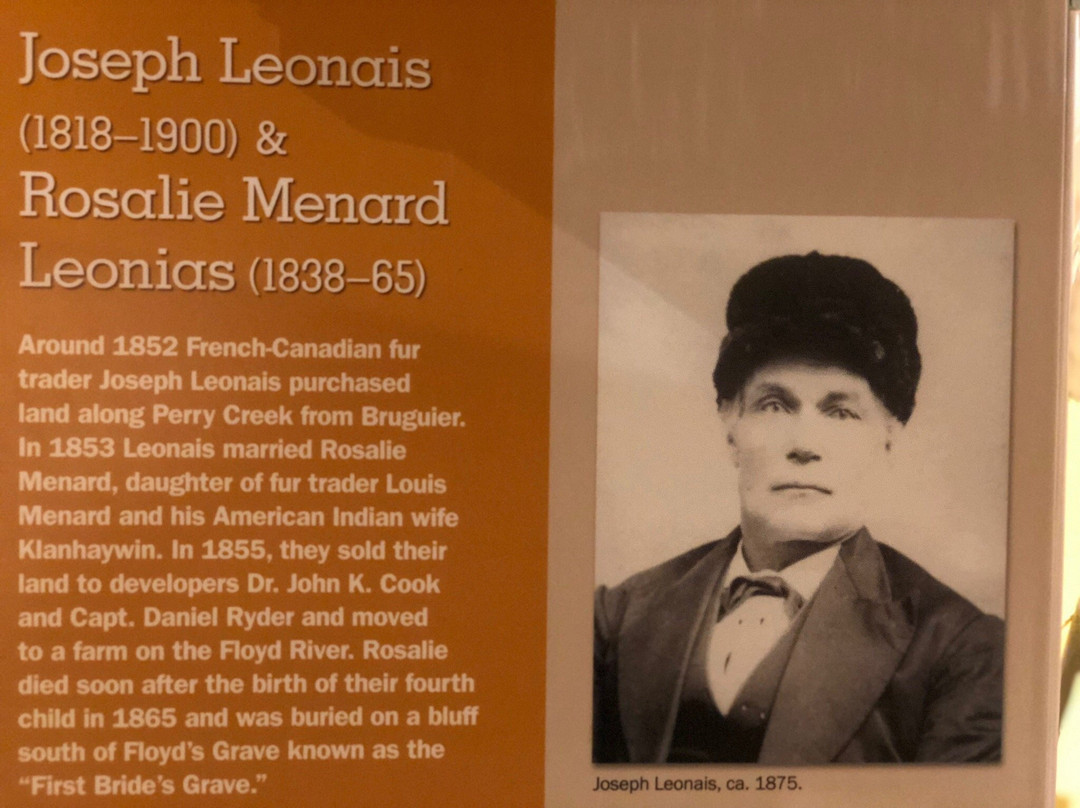 Joseph Leonais
(1818–1900) &
Rosalie Menard
Leonias (1838–65)
Around 1852 French-Canadian fur
trader Joseph Leonais purchased
land along Perry Creek from Bruguier.
In 1853 Leonais married Rosalie
Menard, daughter of fur trader Louis
Menard and his American Indian wife
Klanhaywin. In 1855, they sold their
land to developers Dr. John K. Cook
and Capt. Daniel Ryder and moved
to a farm on the Floyd River. Rosalie
died soon after the birth of their fourth
child in 1865 and was buried on a bluff
south of Floyd's Grave known as the
“First Bride's Grave.”
Joseph Leonais, ca. 1875.